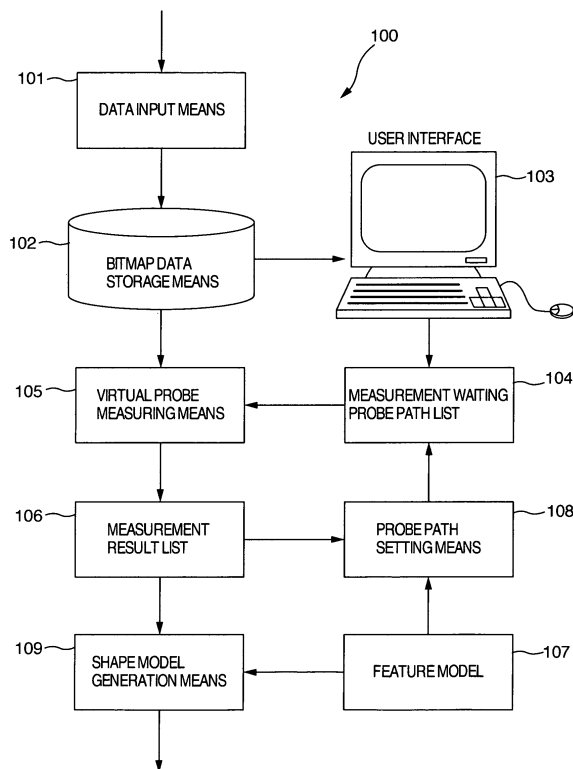 100
101
DATA INPUT MEANS
USER INTERFACE
103
102
BITMAP DATA
STORAGE MEANS
105
VIRTUAL PROBE
MEASURING MEANS
104
MEASUREMENT WAITING
PROBE PATH LIST
106
MEASUREMENT
RESULT LIST
108
PROBE PATH
SETTING MEANS
109
SHAPE MODEL
GENERATION MEANS
FEATURE MODEL
107